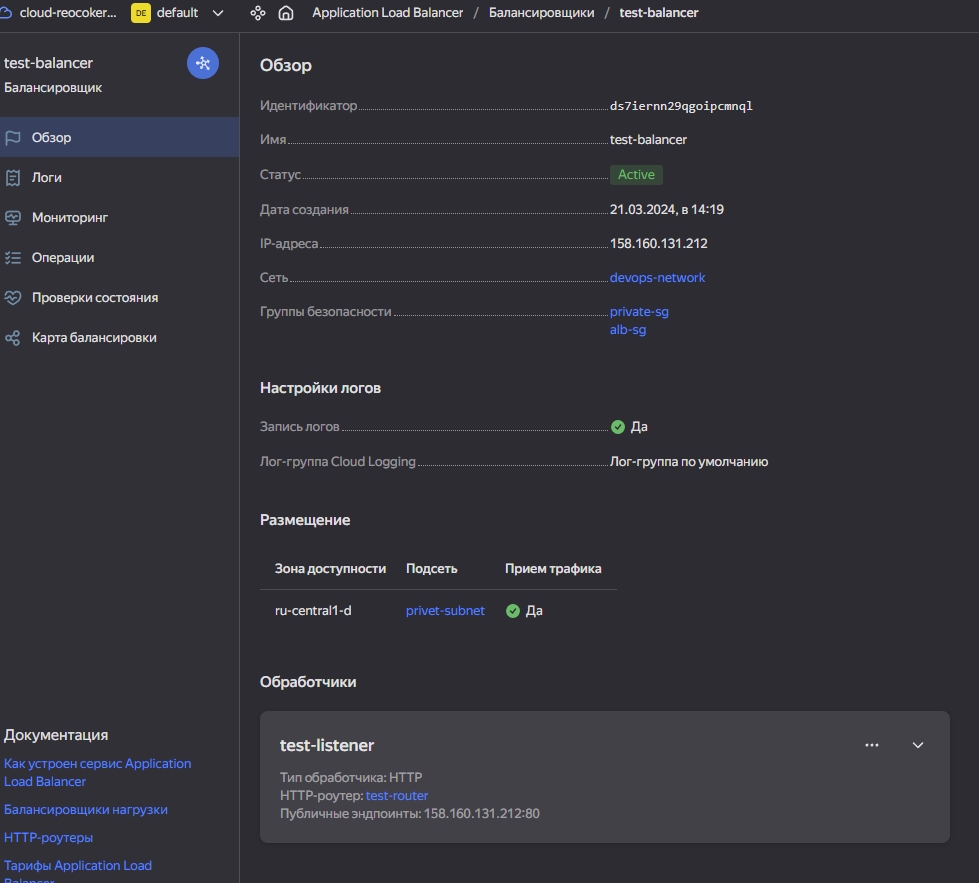 cloud-reocoker... DE default Application Load Balancer / Балансировщики / test-balancer
test-balancer
Балансировщик
Обзор
Логи
Мониторинг
Операции
Проверки состояния
Карта балансировки
Документация
Как устроен сервис Application
Load Balancer
Балансировщики нагрузки
HTTP-роутеры
Тарифы Application Load
Balancer
Обзор
Идентификатор ds7iernn29qgoipcmnql
Имя test-balancer
Статус Active
Дата создания 21.03.2024, в 14:19
IP-адреса 158.160.131.212
Сеть devops-network
Группы безопасности private-sg
alb-sg
Настройки логов
Запись логов Да
Лог-группа Cloud Logging Лог-группа по умолчанию
Размещение
Зона доступности Подсеть Прием трафика
ru-central1-d privet-subnet Да
Обработчики
test-listener
Тип обработчика: HTTP
HTTP-роутер: test-router
Публичные эндпоинты: 158.160.131.212:80